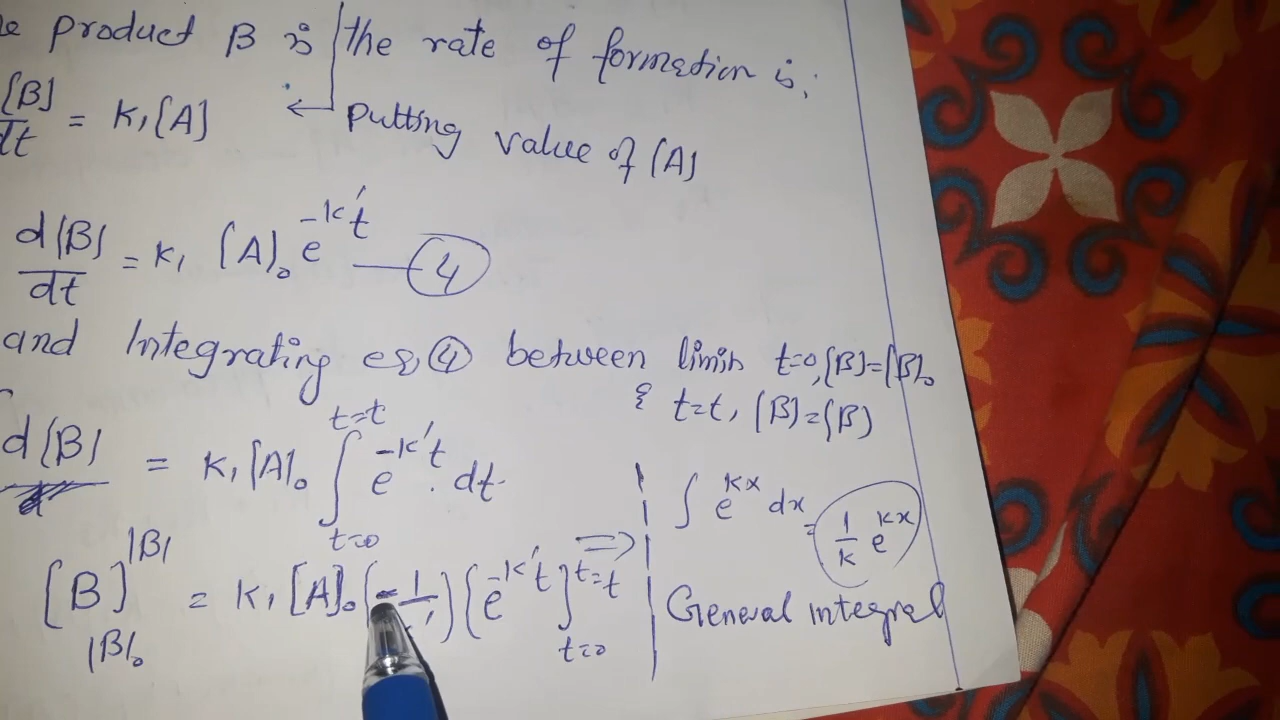 product B is the rate of formation is;
[B]
dt = K₁[A] ← Putting value of [A]
d[B]/dt = K₁ [A]₀ e^-k't — ④
and Integrating eq ④ between limits t=0, [B]=[B]₀
& t=t, [B]=[B]
d[B] = K₁[A]₀ ∫ e^-k't . dt
t=t
t=0
[B] = K₁[A]₀ (-1/ ') [e^-k't] t=t ⇒
[B]
[B]₀
t=0
∫ e^kx dx = 1/k e^kx
General integral